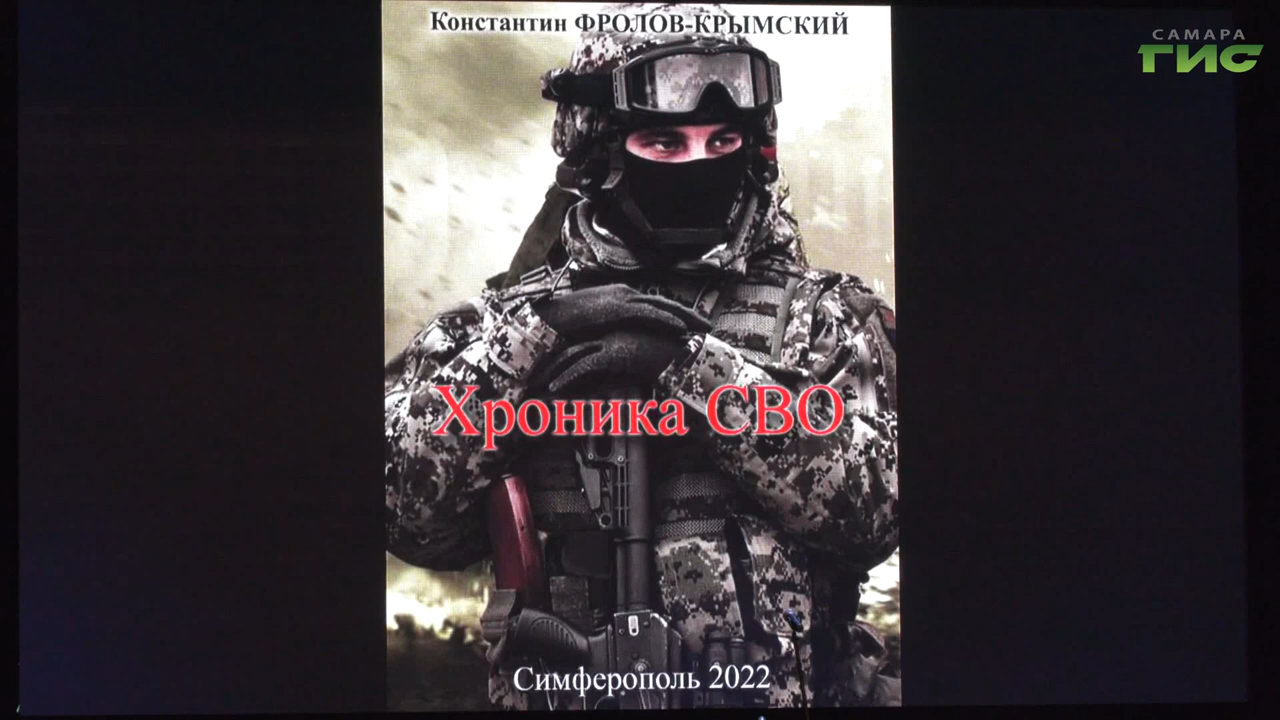 Константин ФРОЛОВ-КРЫМСКИЙ
САМАРА
ГИС
Хроника СВО
Симферополь 2022